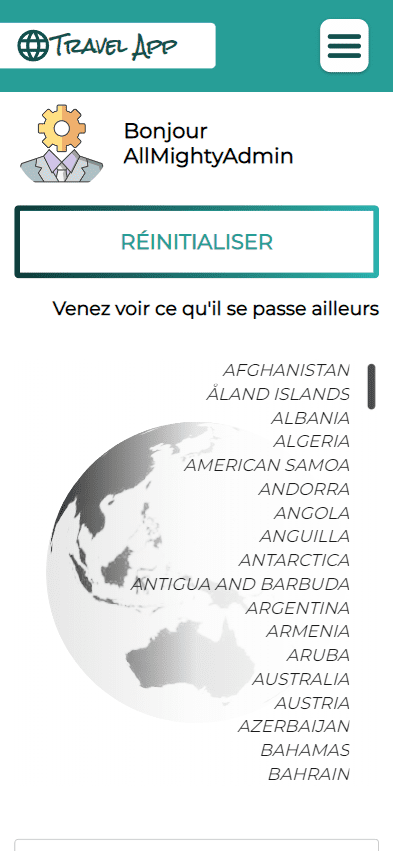 Travel App
Bonjour
AllMightyAdmin
RÉINITIALISER
Venez voir ce qu'il se passe ailleurs
AFGHANISTAN
ÅLAND ISLANDS
ALBANIA
ALGERIA
AMERICAN SAMOA
ANDORRA
ANGOLA
ANGUILLA
ANTARCTICA
ANTIGUA AND BARBUDA
ARGENTINA
ARMENIA
ARUBA
AUSTRALIA
AUSTRIA
AZERBAIJAN
BAHAMAS
BAHRAIN